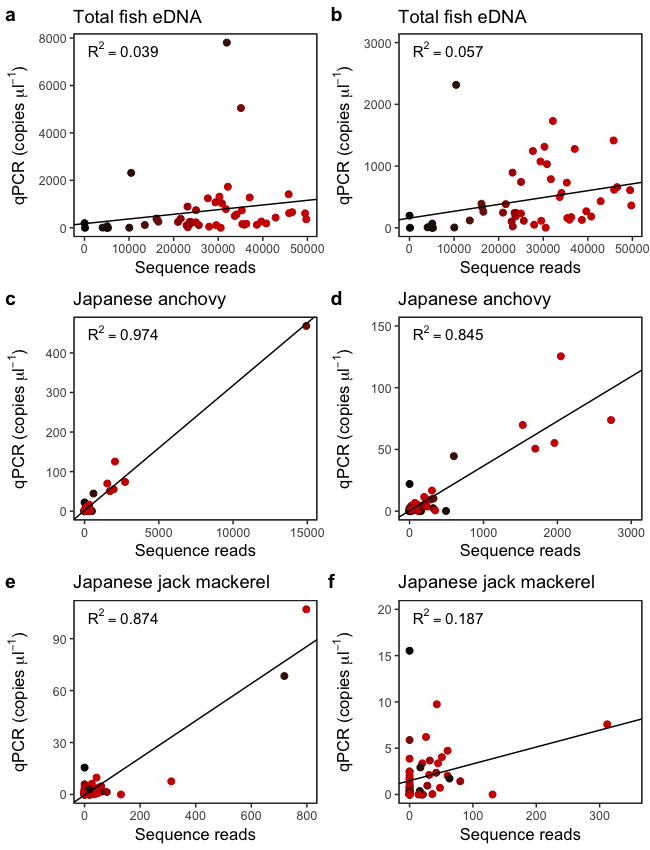 a Total fish eDNA
R² = 0.039
8000
6000
4000
2000
0
qPCR (copies µl⁻¹)
0 10000 20000 30000 40000 50000
Sequence reads
b Total fish eDNA
R² = 0.057
3000
2000
1000
0
qPCR (copies µl⁻¹)
0 10000 20000 30000 40000 50000
Sequence reads
c Japanese anchovy
R² = 0.974
400
300
200
100
0
qPCR (copies µl⁻¹)
0 5000 10000 15000
Sequence reads
d Japanese anchovy
R² = 0.845
150
100
50
0
qPCR (copies µl⁻¹)
0 1000 2000 3000
Sequence reads
e Japanese jack mackerel
R² = 0.874
90
60
30
0
qPCR (copies µl⁻¹)
0 200 400 600 800
Sequence reads
f Japanese jack mackerel
R² = 0.187
20
15
10
5
0
qPCR (copies µl⁻¹)
0 100 200 300
Sequence reads